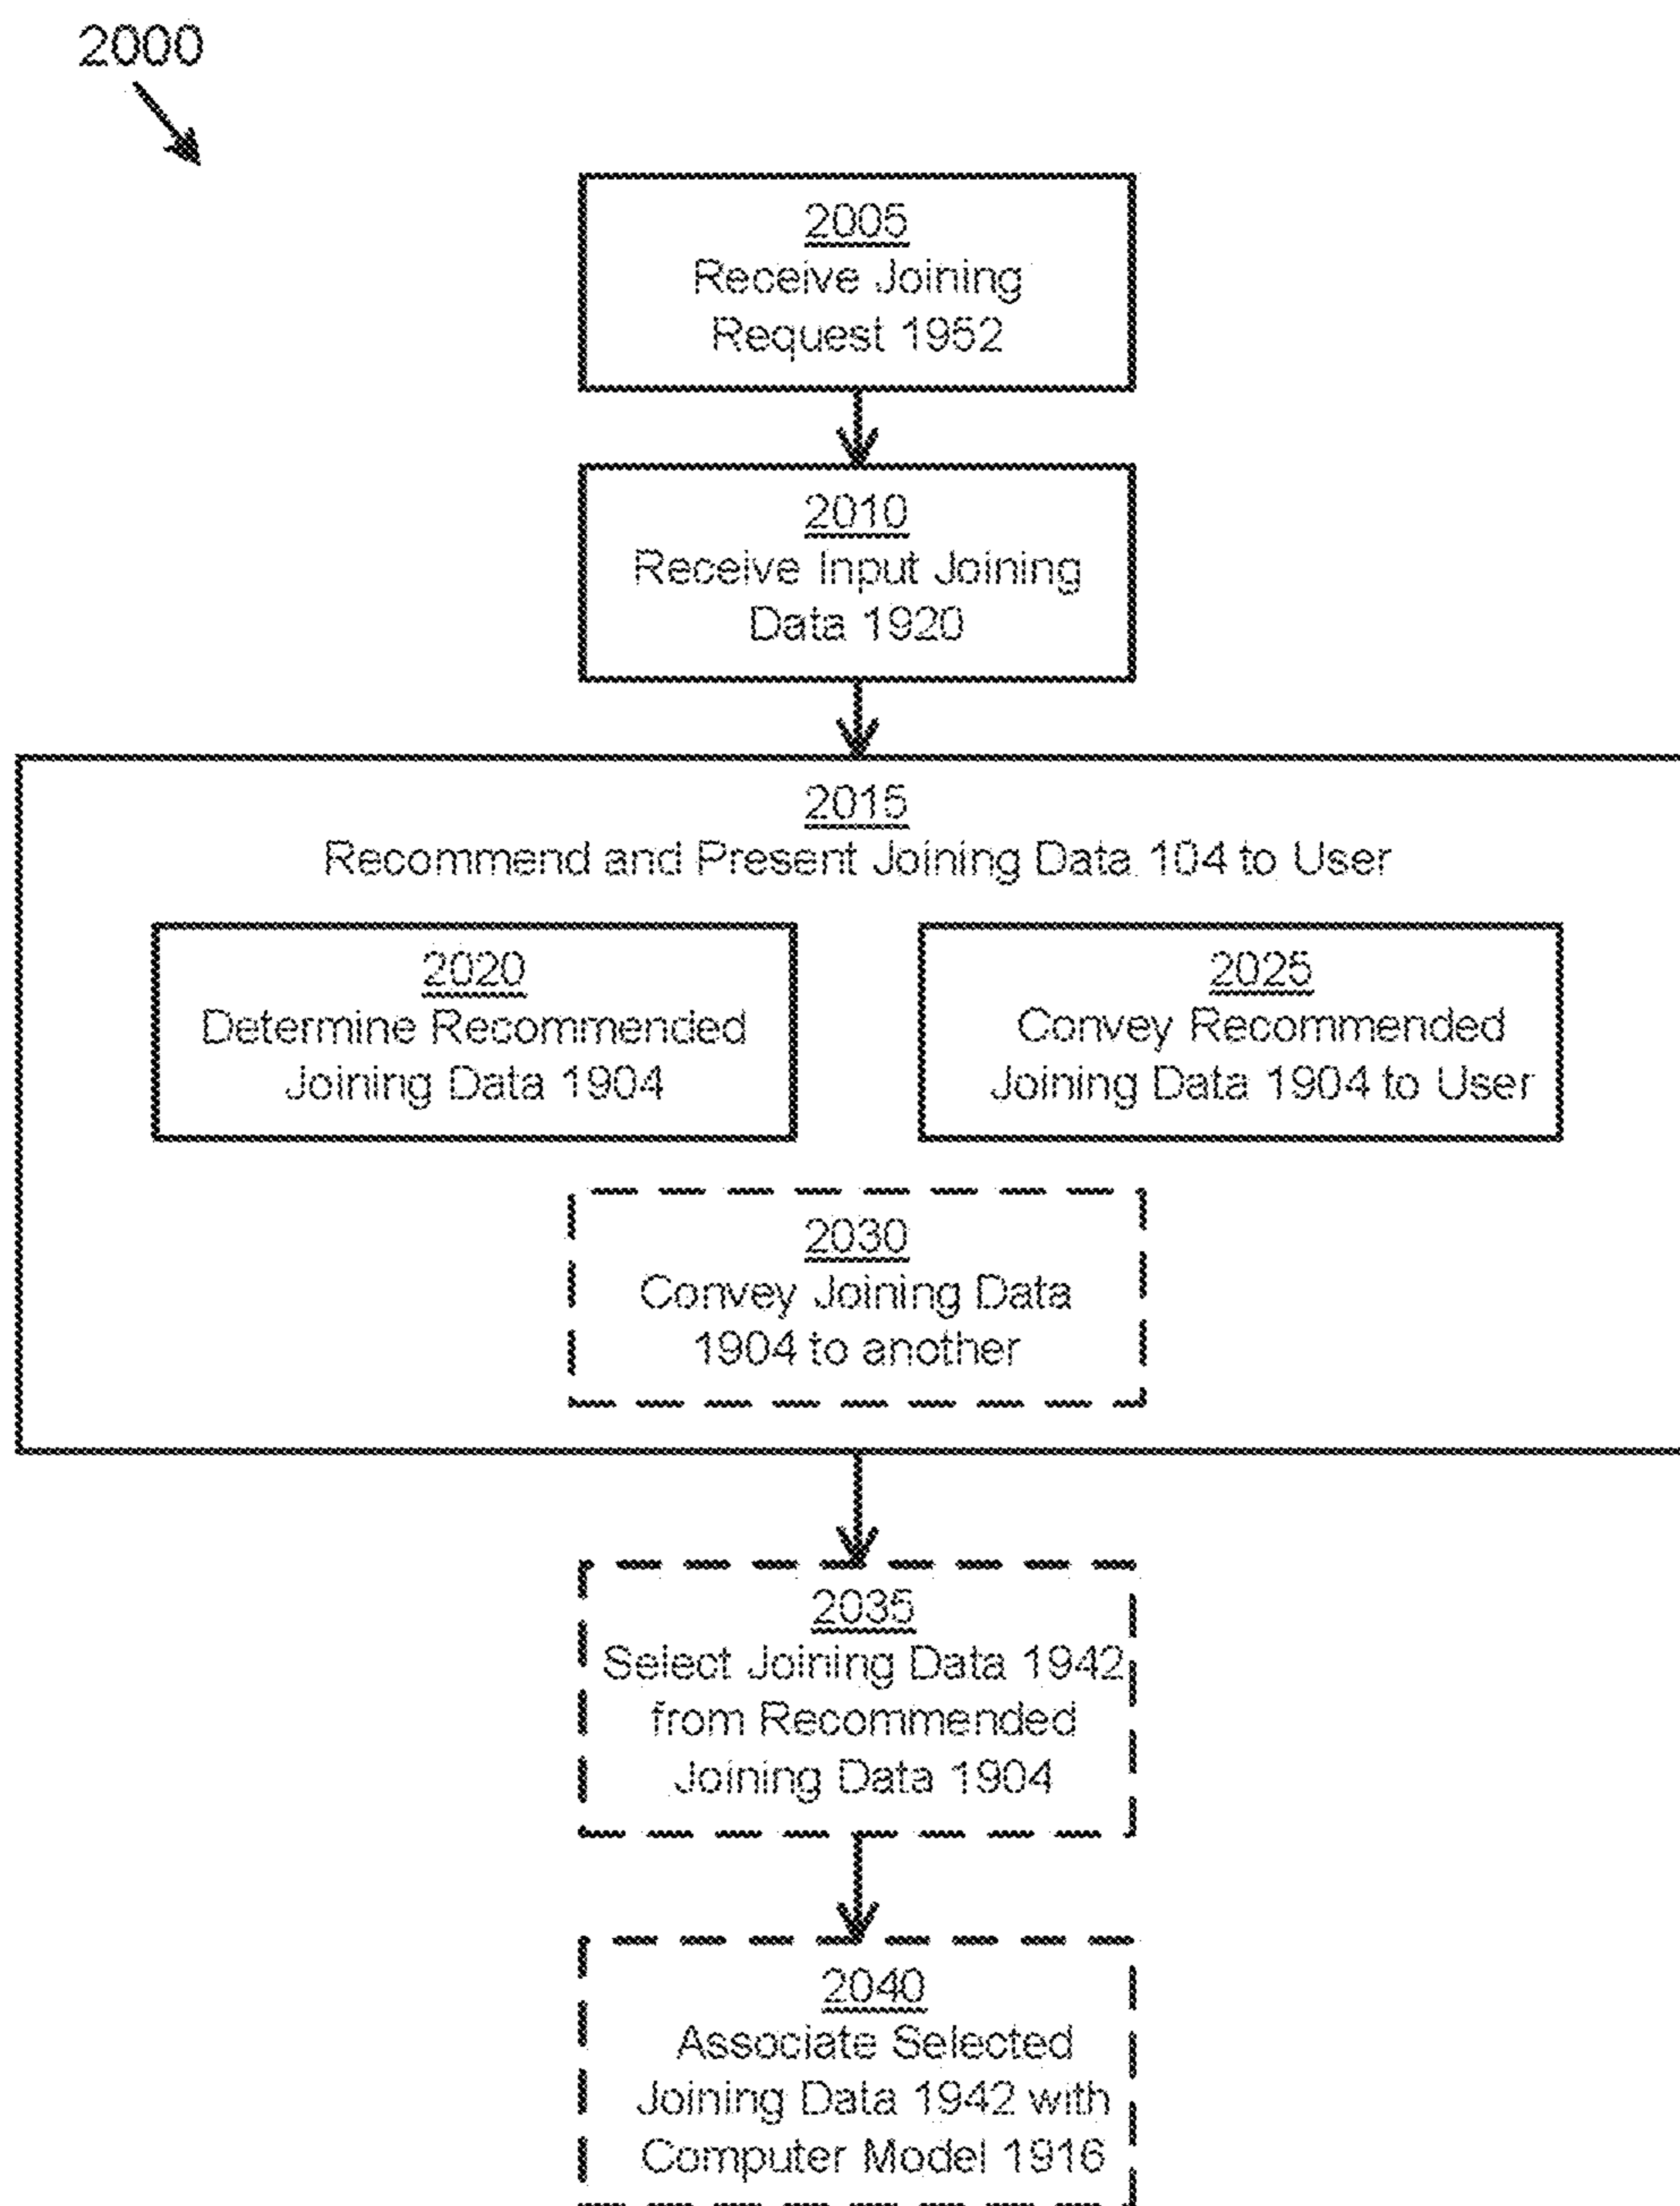 2000
2005
Receive Joining
Request 1952
2010
Receive Input Joining
Data 1920
2015
Recommend and Present Joining Data 104 to User
2020
Determine Recommended
Joining Data 1904
2025
Convey Recommended
Joining Data 1904 to User
2030
Convey Joining Data
1904 to another
2035
Select Joining Data 1942
from Recommended
Joining Data 1904
2040
Associate Selected
Joining Data 1942 with
Computer Model 1916